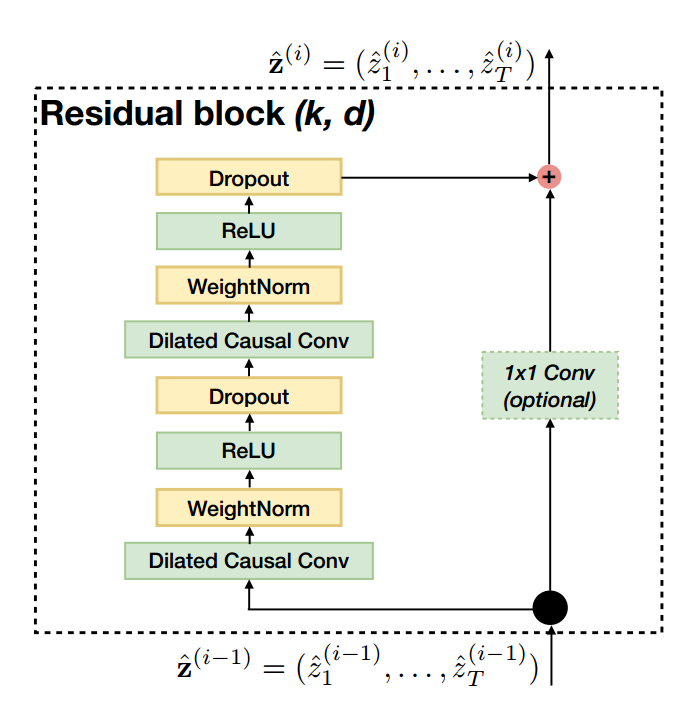 ẑ^(i) = (ẑ_1^(i), . . . , ẑ_T^(i))
Residual block (k, d)
Dropout
+
ReLU
WeightNorm
Dilated Causal Conv
1x1 Conv
(optional)
Dropout
ReLU
WeightNorm
Dilated Causal Conv
ẑ^(i−1) = (ẑ_1^(i−1), . . . , ẑ_T^(i−1))